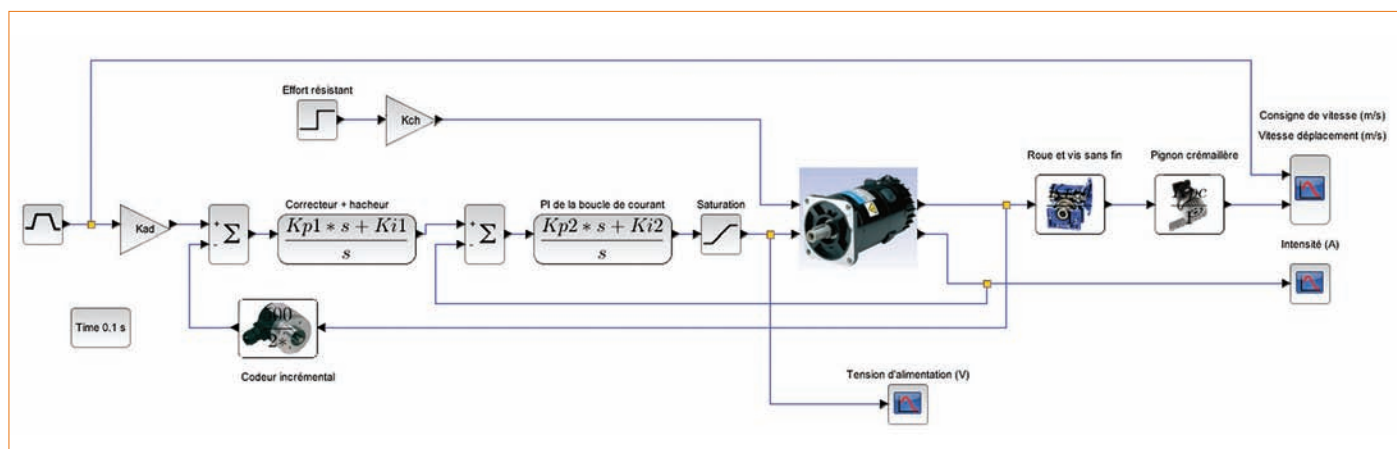 Effort résistant
Kch
Consigne de vitesse (m/s)
Vitesse déplacement (m/s)
Roue et vis sans fin
Pignon crémaillère
Correcteur + hacheur
PI de la boucle de courant
Saturation
Kad
+
-
Σ
Kp1 * s + Ki1
s
+
-
Σ
Kp2 * s + Ki2
s
Intensité (A)
Time 0.1 s
2*
Codeur incrémental
Tension d'alimentation (V)